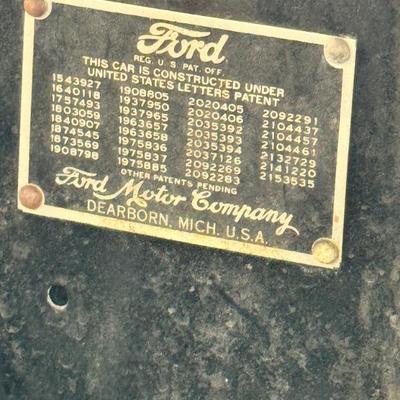 Ford
REG. U. S. PAT. OFF.
THIS CAR IS CONSTRUCTED UNDER
UNITED STATES LETTERS PATENT
1543927 1908805 2020405 2092291
1640118 1937950 2020406 2104437
1757493 1937965 2035392 2104457
1803059 1963657 2035393 2104461
1840907 1963658 2035394 2132729
1874545 1975836 2037126 2141220
1873569 1975837 2092269 2153535
1908798 1975885 2092283
OTHER PATENTS PENDING
Ford Motor Company
DEARBORN, MICH. U.S.A.